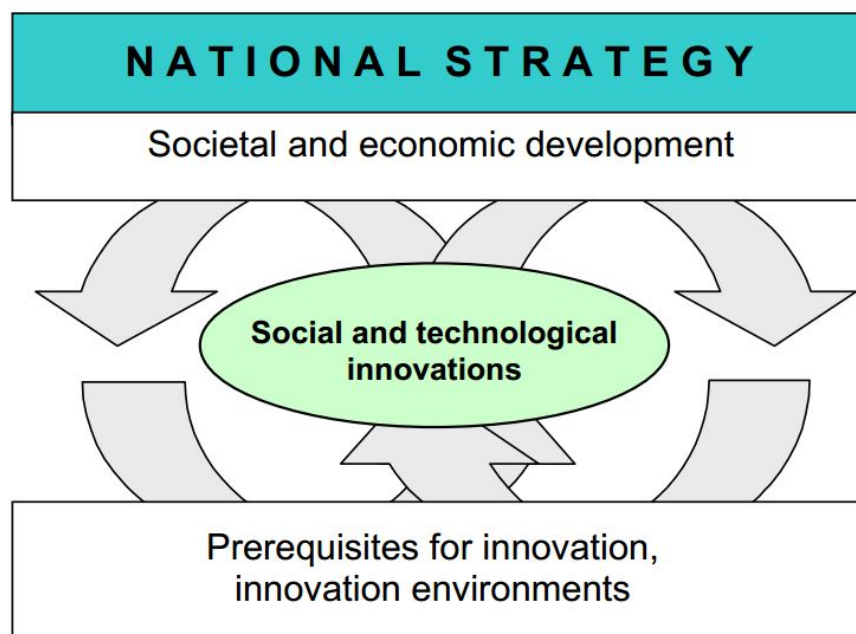 NATIONAL STRATEGY
Societal and economic development
Social and technological
innovations
Prerequisites for innovation,
innovation environments